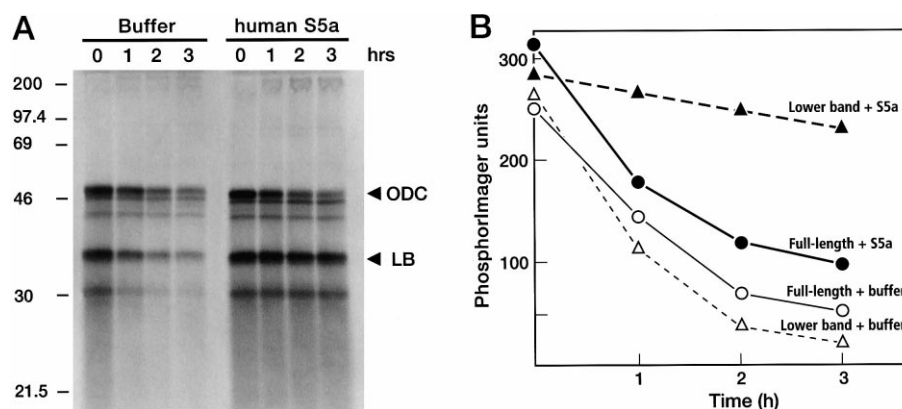 A
Buffer
human S5a
0 1 2 3
0 1 2 3
hrs
200
97.4
69
46
30
21.5
ODC
LB
B
PhosphorImager units
300
200
100
Lower band + S5a
Full-length + S5a
Full-length + buffer
Lower band + buffer
1 2 3
Time (h)